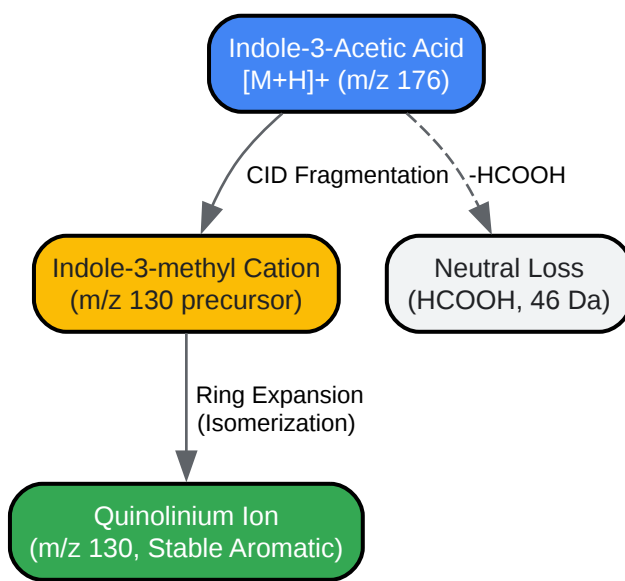 Indole-3-Acetic Acid
[M+H]+ (m/z 176)
CID Fragmentation
-HCOOH
Indole-3-methyl Cation
(m/z 130 precursor)
Neutral Loss
(HCOOH, 46 Da)
Ring Expansion
(Isomerization)
Quinolinium Ion
(m/z 130, Stable Aromatic)